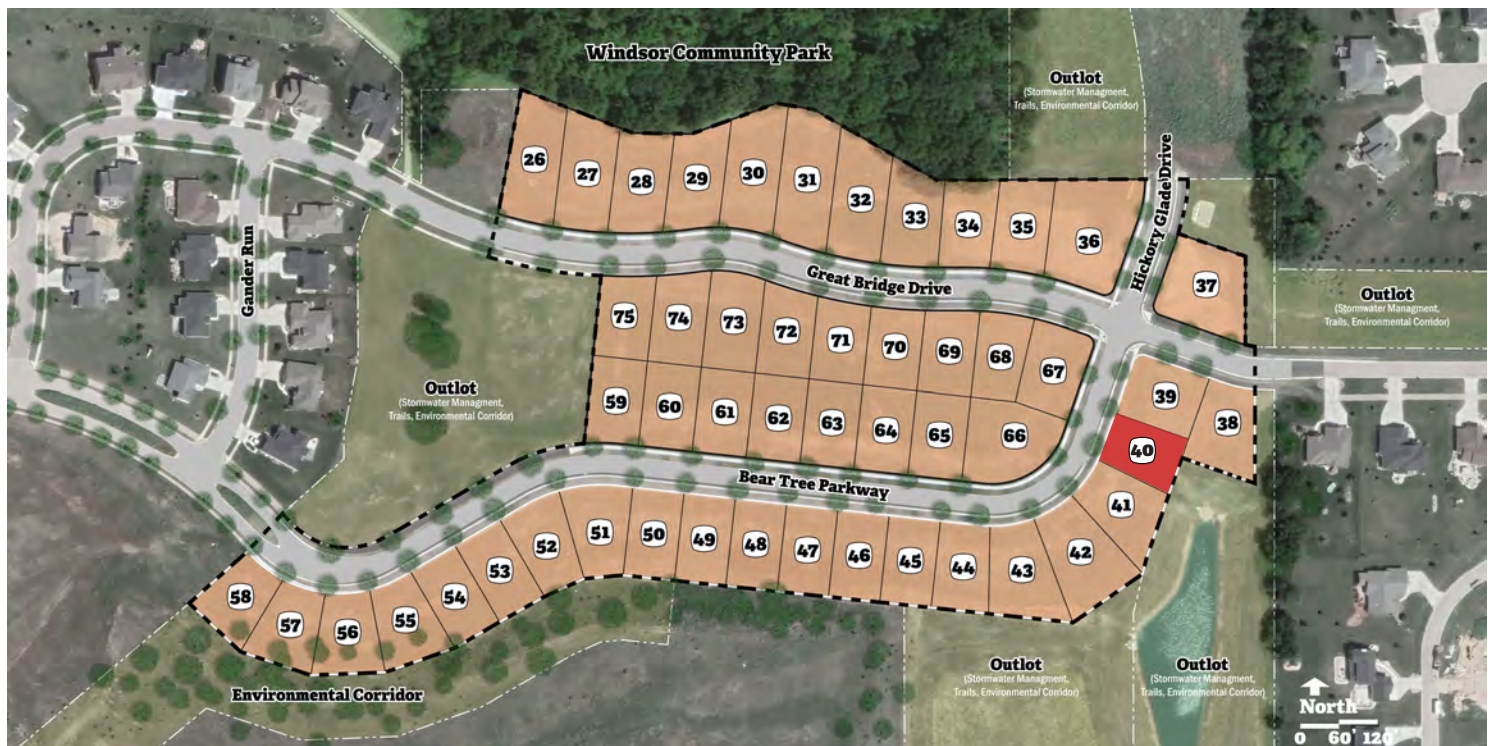 Windsor Community Park
Outlot
(Stormwater Managment,
Trails, Environmental Corridor)
Hickory Glade Drive
26
27
28
29
30
31
32
33
34
35
36
37
Outlot
(Stormwater Managment,
Trails, Environmental Corridor)
Gander Run
Great Bridge Drive
75
74
73
72
71
70
69
68
67
Outlot
(Stormwater Managment,
Trails, Environmental Corridor)
59
60
61
62
63
64
65
66
39
38
40
Bear Tree Parkway
41
58
57
56
55
54
53
52
51
50
49
48
47
46
45
44
43
42
Environmental Corridor
Outlot
(Stormwater Managment,
Trails, Environmental Corridor)
Outlot
(Stormwater Managment,
Trails, Environmental Corridor)
North
0 60' 120'